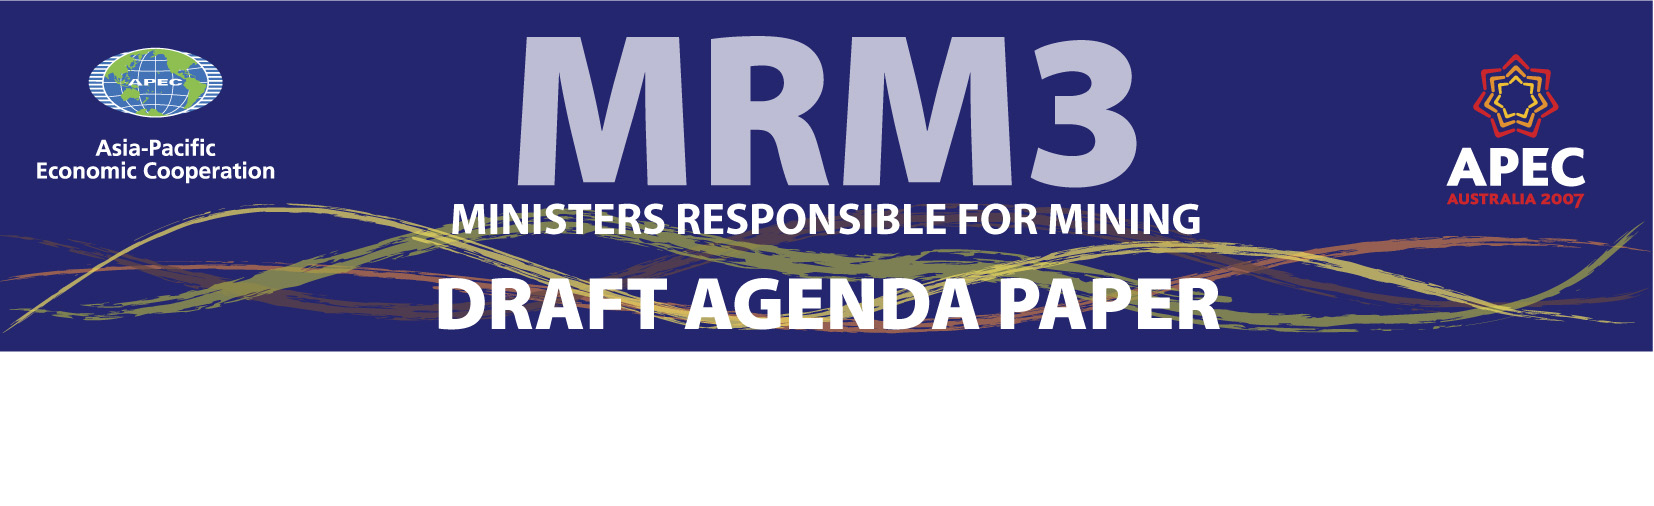 MRM3
APEC
Asia-Pacific
Economic Cooperation
APEC
AUSTRALIA 2007
MINISTERS RESPONSIBLE FOR MINING
DRAFT AGENDA PAPER